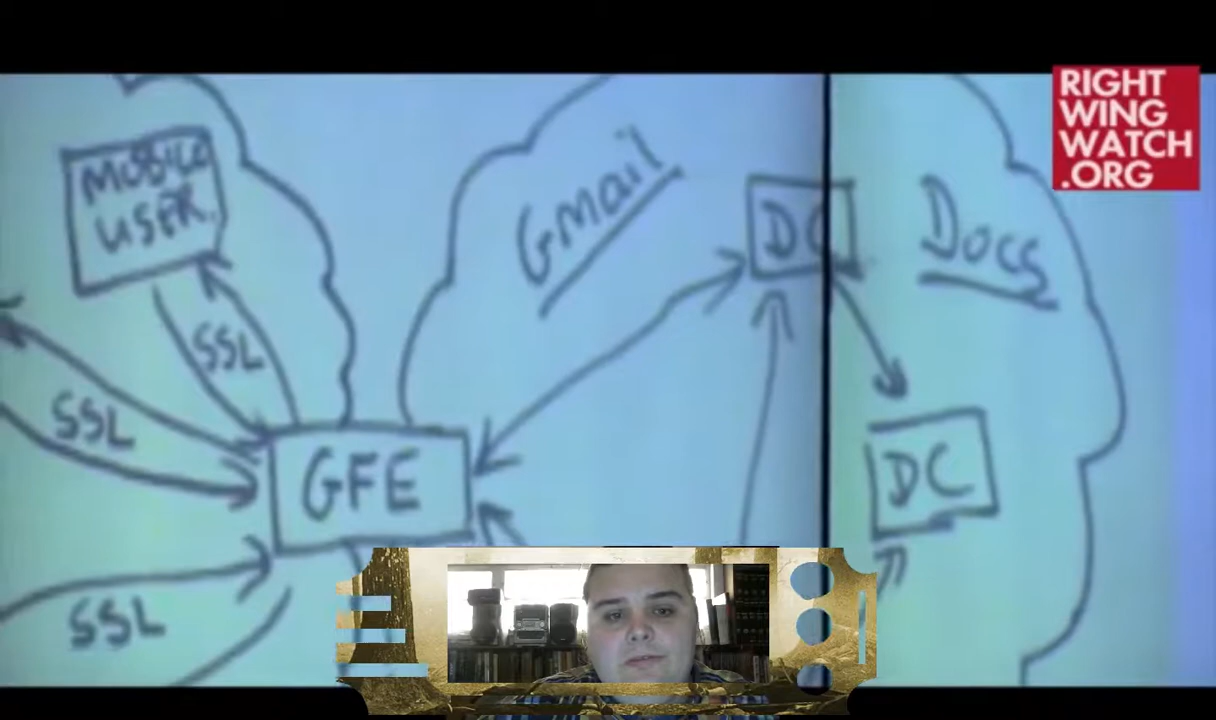 RIGHT
WING
WATCH
.ORG
MOBILE
USER
Gmail
DC
Docs
SSL
SSL
GFE
DC
SSL